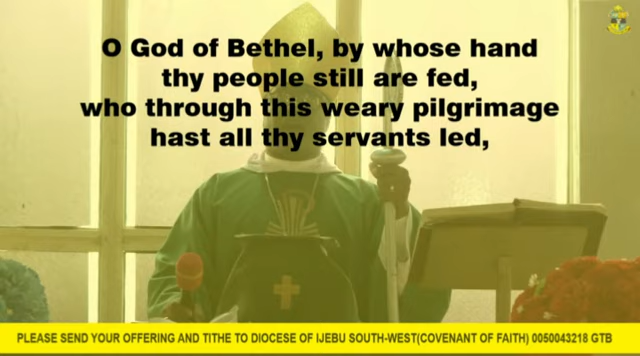 O God of Bethel, by whose hand
thy people still are fed,
who through this weary pilgrimage
hast all thy servants led,
PLEASE SEND YOUR OFFERING AND TITHE TO DIOCESE OF IJEBU SOUTH-WEST(COVENANT OF FAITH) 0050043218 GTB